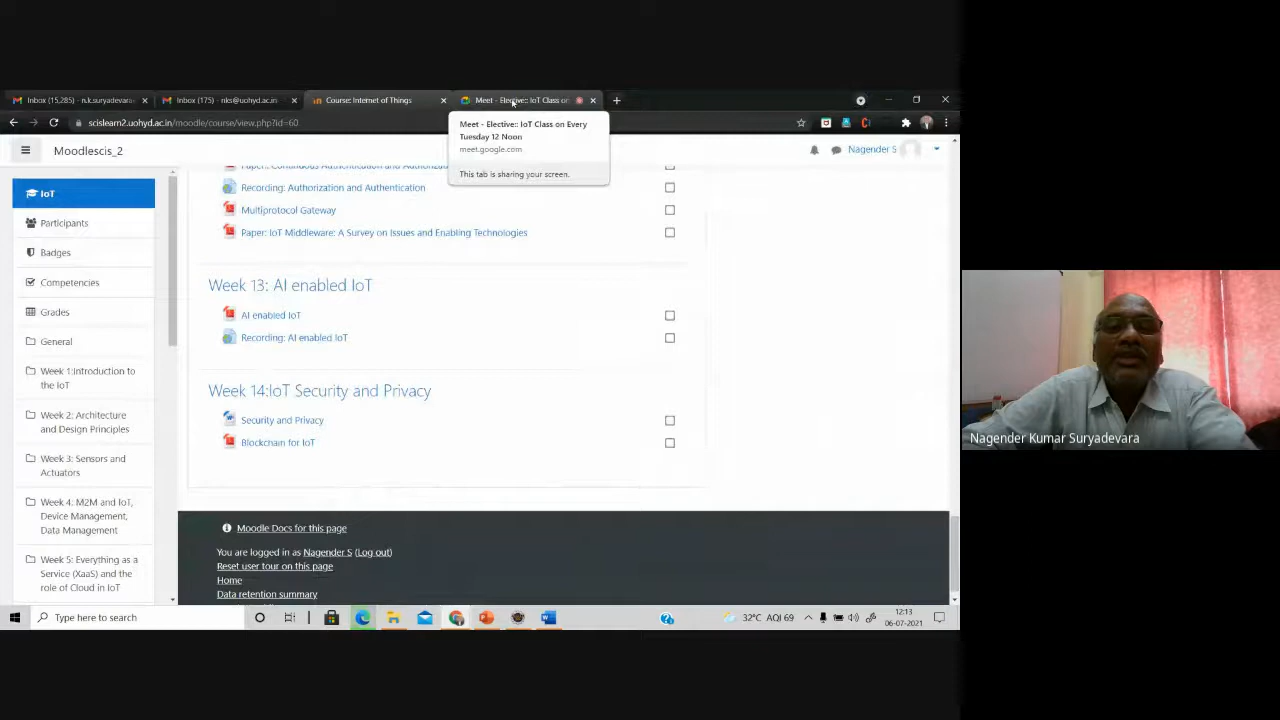 Inbox (15,285) - n.k.suryadevara
Inbox (175) - nks@uohyd.ac.in
Course: Internet of Things
Meet - Elective:: IoT Class on
scislearn2.uohyd.ac.in/moodle/course/view.php?id=60
Meet - Elective:: IoT Class on Every
Tuesday 12 Noon
meet.google.com
This tab is sharing your screen.
Moodlescis_2
Nagender S
IoT
Participants
Badges
Competencies
Grades
General
Week 1:Introduction to
the IoT
Week 2: Architecture
and Design Principles
Week 3: Sensors and
Actuators
Week 4: M2M and IoT,
Device Management,
Data Management
Week 5: Everything as a
Service (XaaS) and the
role of Cloud in IoT
Paper: Continuous Authentication and Authoriza
Recording: Authorization and Authentication
Multiprotocol Gateway
Paper: IoT Middleware: A Survey on Issues and Enabling Technologies
Week 13: AI enabled IoT
AI enabled IoT
Recording: AI enabled IoT
Week 14:IoT Security and Privacy
Security and Privacy
Blockchain for IoT
Moodle Docs for this page
You are logged in as Nagender S (Log out)
Reset user tour on this page
Home
Data retention summary
Nagender Kumar Suryadevara
Type here to search
32°C AQI 69
12:13
06-07-2021